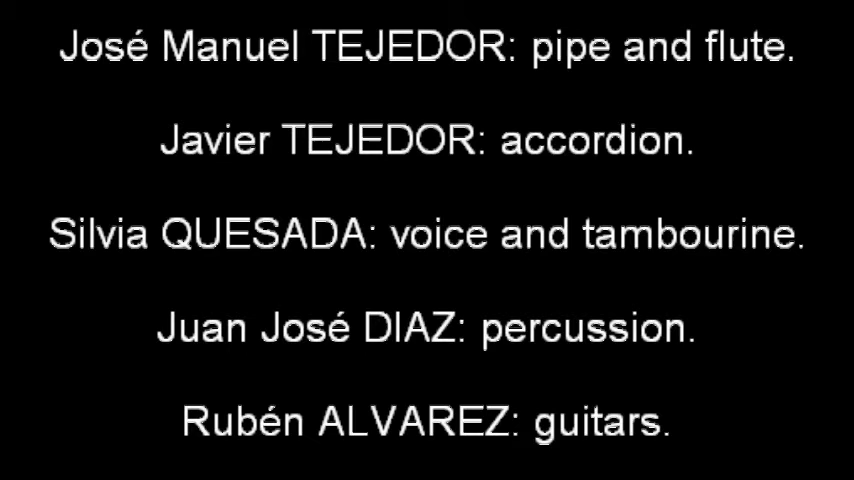 José Manuel TEJEDOR: pipe and flute.
Javier TEJEDOR: accordion.
Silvia QUESADA: voice and tambourine.
Juan José DIAZ: percussion.
Rubén ALVAREZ: guitars.